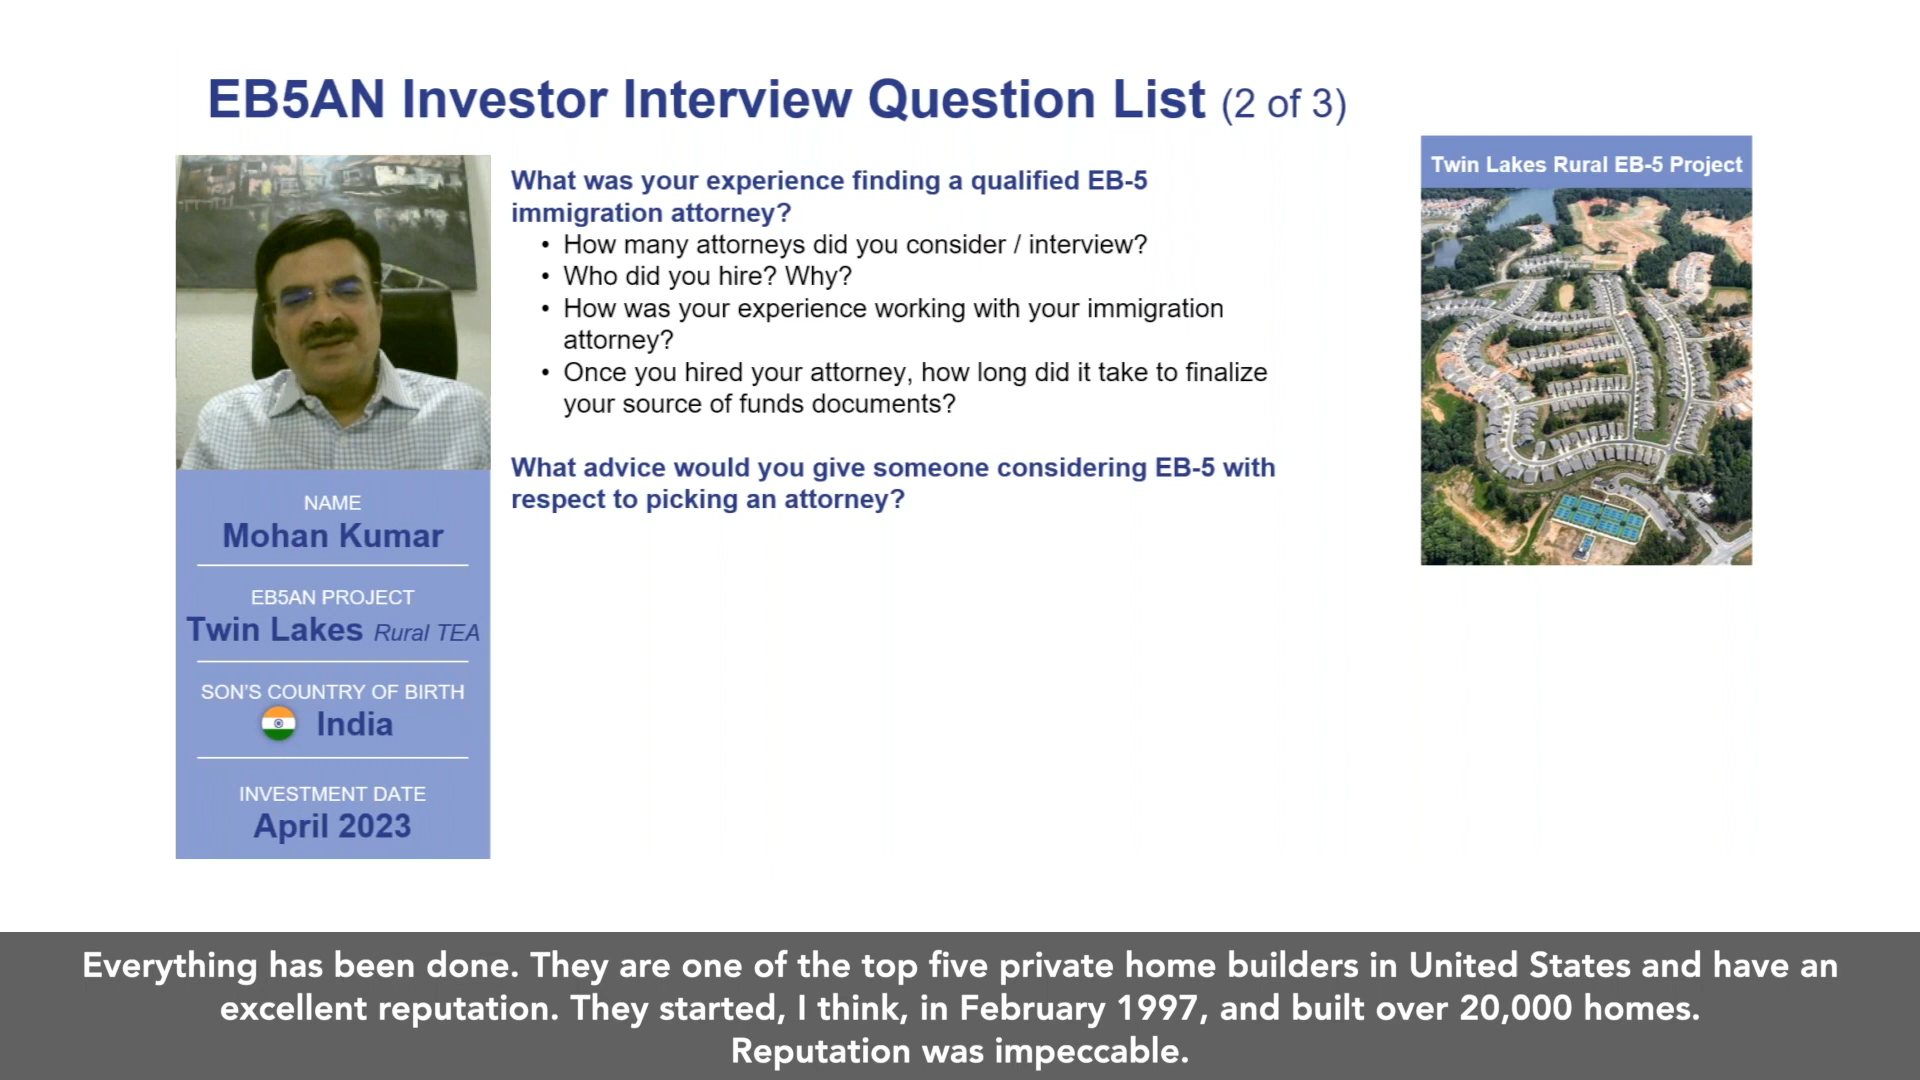 EB5AN Investor Interview Question List (2 of 3)
What was your experience finding a qualified EB-5
immigration attorney?
• How many attorneys did you consider / interview?
• Who did you hire? Why?
• How was your experience working with your immigration
attorney?
• Once you hired your attorney, how long did it take to finalize
your source of funds documents?
What advice would you give someone considering EB-5 with
respect to picking an attorney?
Twin Lakes Rural EB-5 Project
NAME
Mohan Kumar
EB5AN PROJECT
Twin Lakes Rural TEA
SON'S COUNTRY OF BIRTH
India
INVESTMENT DATE
April 2023
Everything has been done. They are one of the top five private home builders in United States and have an
excellent reputation. They started, I think, in February 1997, and built over 20,000 homes.
Reputation was impeccable.